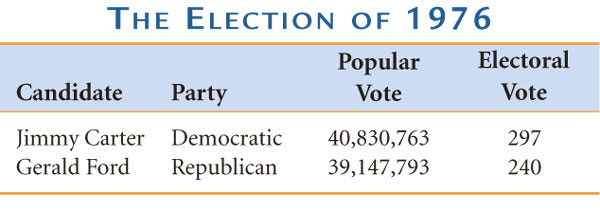 THE ELECTION OF 1976
Popular Electoral
Candidate Party Vote Vote
Jimmy Carter Democratic 40,830,763 297
Gerald Ford Republican 39,147,793 240